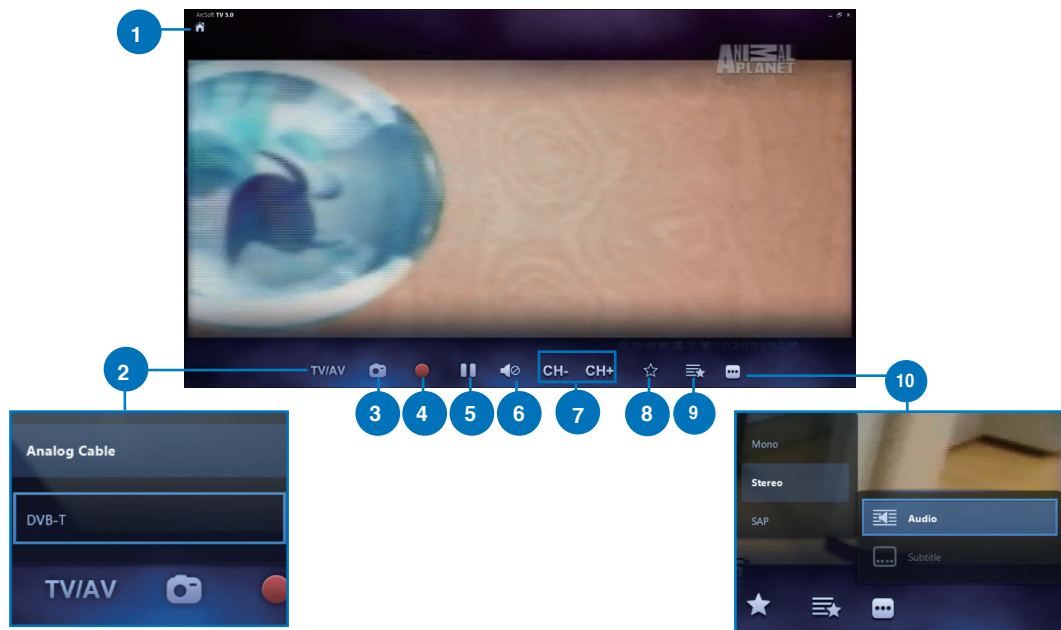 ArcSoft TV 5.0
1
ANIMAL
PLANET
2
TV/AV
CH- CH+
10
3
4
5
6
7
8
9
Analog Cable
DVB-T
TV/AV
Mono
Stereo
SAP
Audio
Subtitle